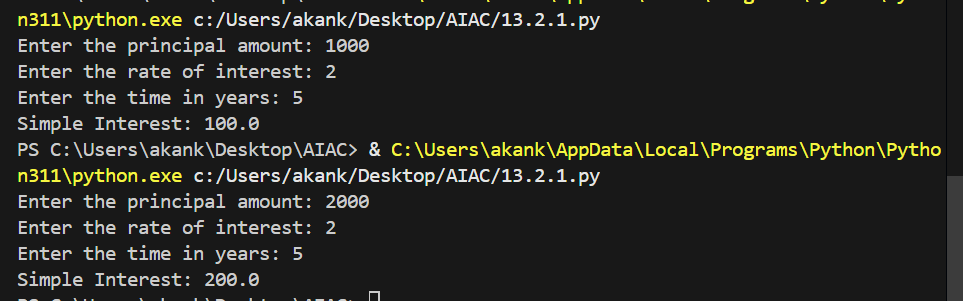 n311\python.exe c:/Users/akank/Desktop/AIAC/13.2.1.py
Enter the principal amount: 1000
Enter the rate of interest: 2
Enter the time in years: 5
Simple Interest: 100.0
PS C:\Users\akank\Desktop\AIAC> & C:\Users\akank\AppData\Local\Programs\Python\Pytho
n311\python.exe c:/Users/akank/Desktop/AIAC/13.2.1.py
Enter the principal amount: 2000
Enter the rate of interest: 2
Enter the time in years: 5
Simple Interest: 200.0
PS C:\Users\akank\Desktop\AIAC>